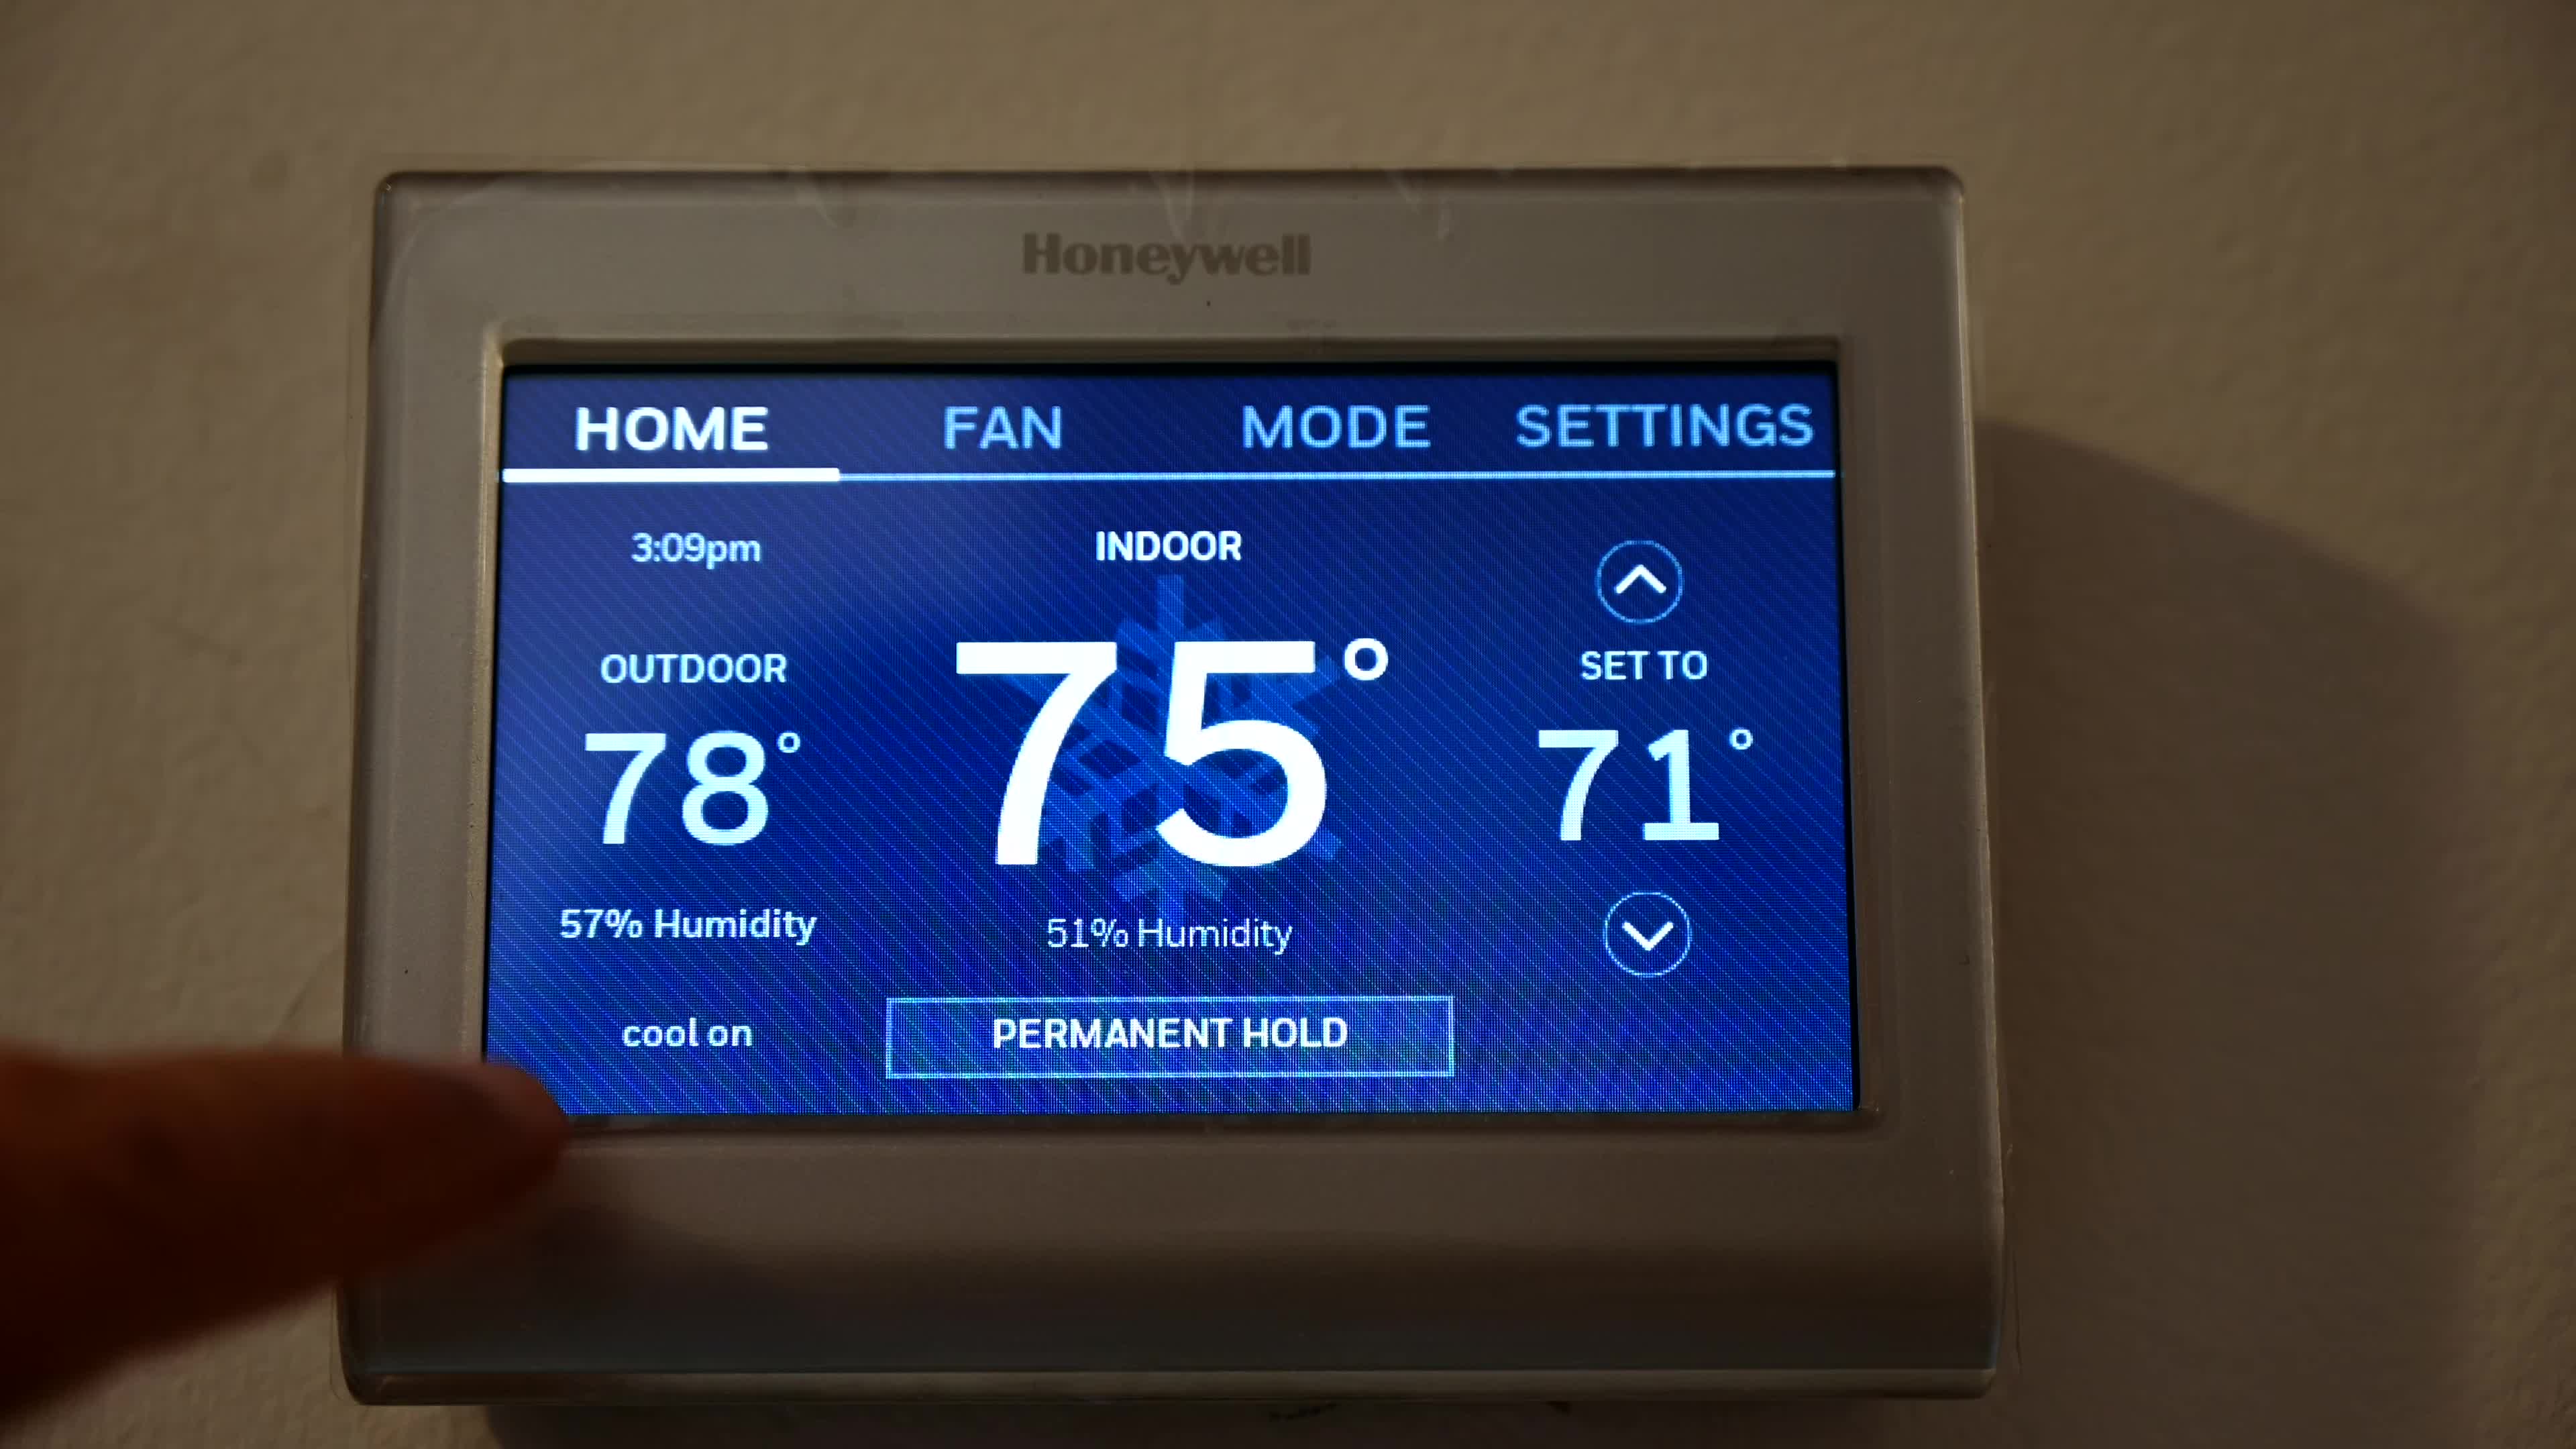 Honeywell
HOME FAN MODE SETTINGS
3:09pm
OUTDOOR
78°
57% Humidity
cool on
INDOOR
75°
51% Humidity
PERMANENT HOLD
SET TO
71°